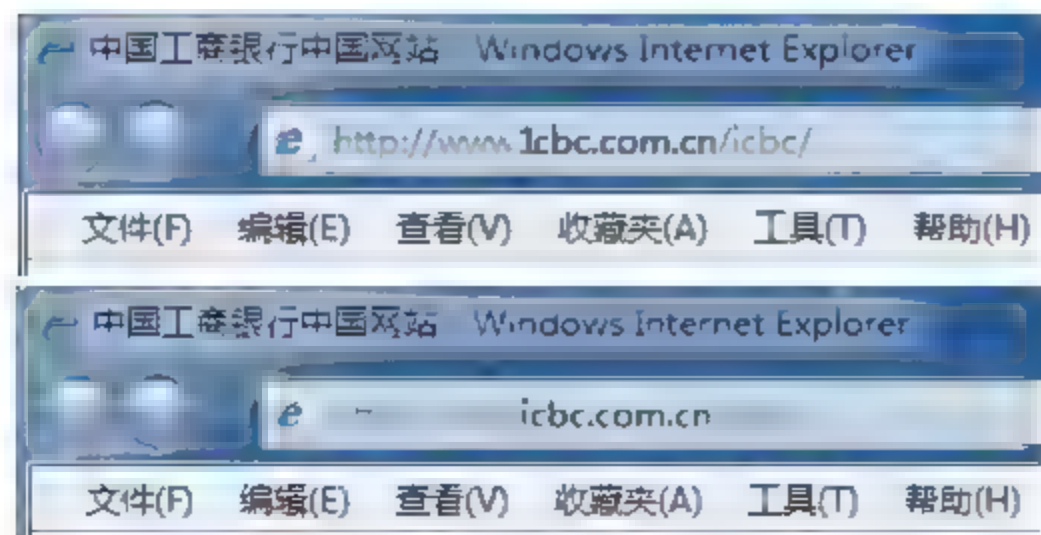 中国工商银行中国网站 Windows Internet Explorer
http://www.1cbc.com.cn/icbc/
文件(F) 编辑(E) 查看(V) 收藏夹(A) 工具(T) 帮助(H)
中国工商银行中国网站 Windows Internet Explorer
icbc.com.cn
文件(F) 编辑(E) 查看(V) 收藏夹(A) 工具(T) 帮助(H)